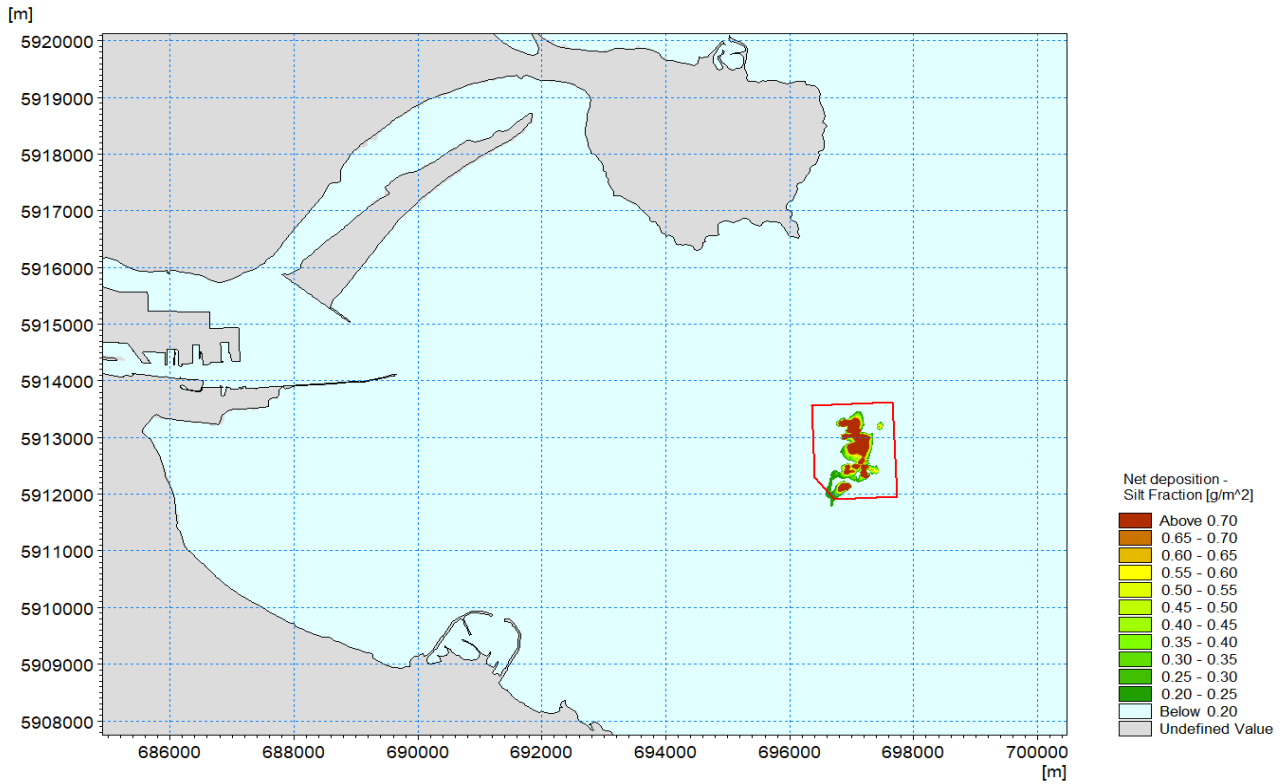 [m]
5920000
5919000
5918000
5917000
5916000
5915000
5914000
5913000
5912000
5911000
5910000
5909000
5908000
686000 688000 690000 692000 694000 696000 698000 700000
[m]
Net deposition -
Silt Fraction [g/m^2]
Above 0.70
0.65 - 0.70
0.60 - 0.65
0.55 - 0.60
0.50 - 0.55
0.45 - 0.50
0.40 - 0.45
0.35 - 0.40
0.30 - 0.35
0.25 - 0.30
0.20 - 0.25
Below 0.20
Undefined Value